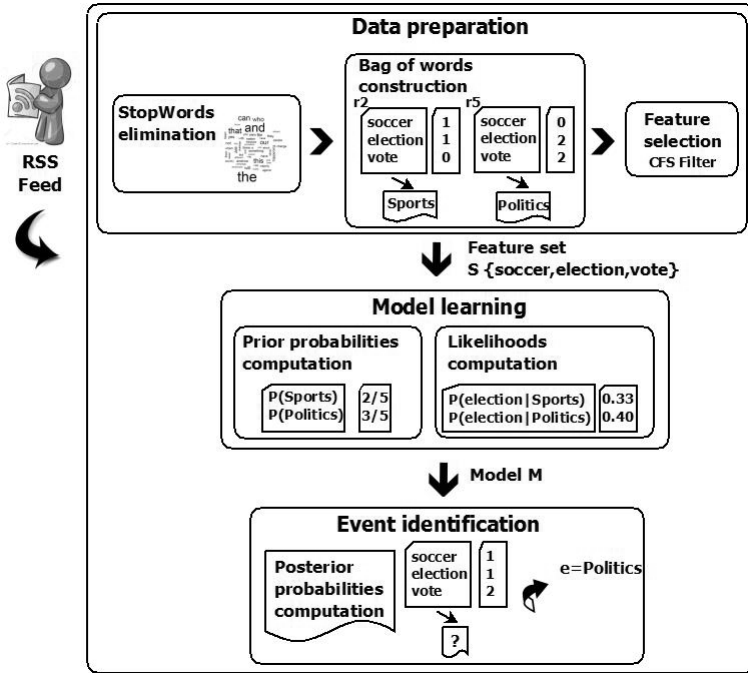 Data preparation
RSS
Feed
StopWords
elimination
can who
that and
our
this
the
Bag of words
construction
r2
soccer 1
election 1
vote 0
Sports
r5
soccer 0
election 2
vote 2
Politics
Feature
selection
CFS Filter
Feature set
S {soccer,election,vote}
Model learning
Prior probabilities
computation
P(Sports) 2/5
P(Politics) 3/5
Likelihoods
computation
P(election|Sports) 0.33
P(election|Politics) 0.40
Model M
Event identification
Posterior
probabilities
computation
soccer 1
election 1
vote 2
?
e=Politics